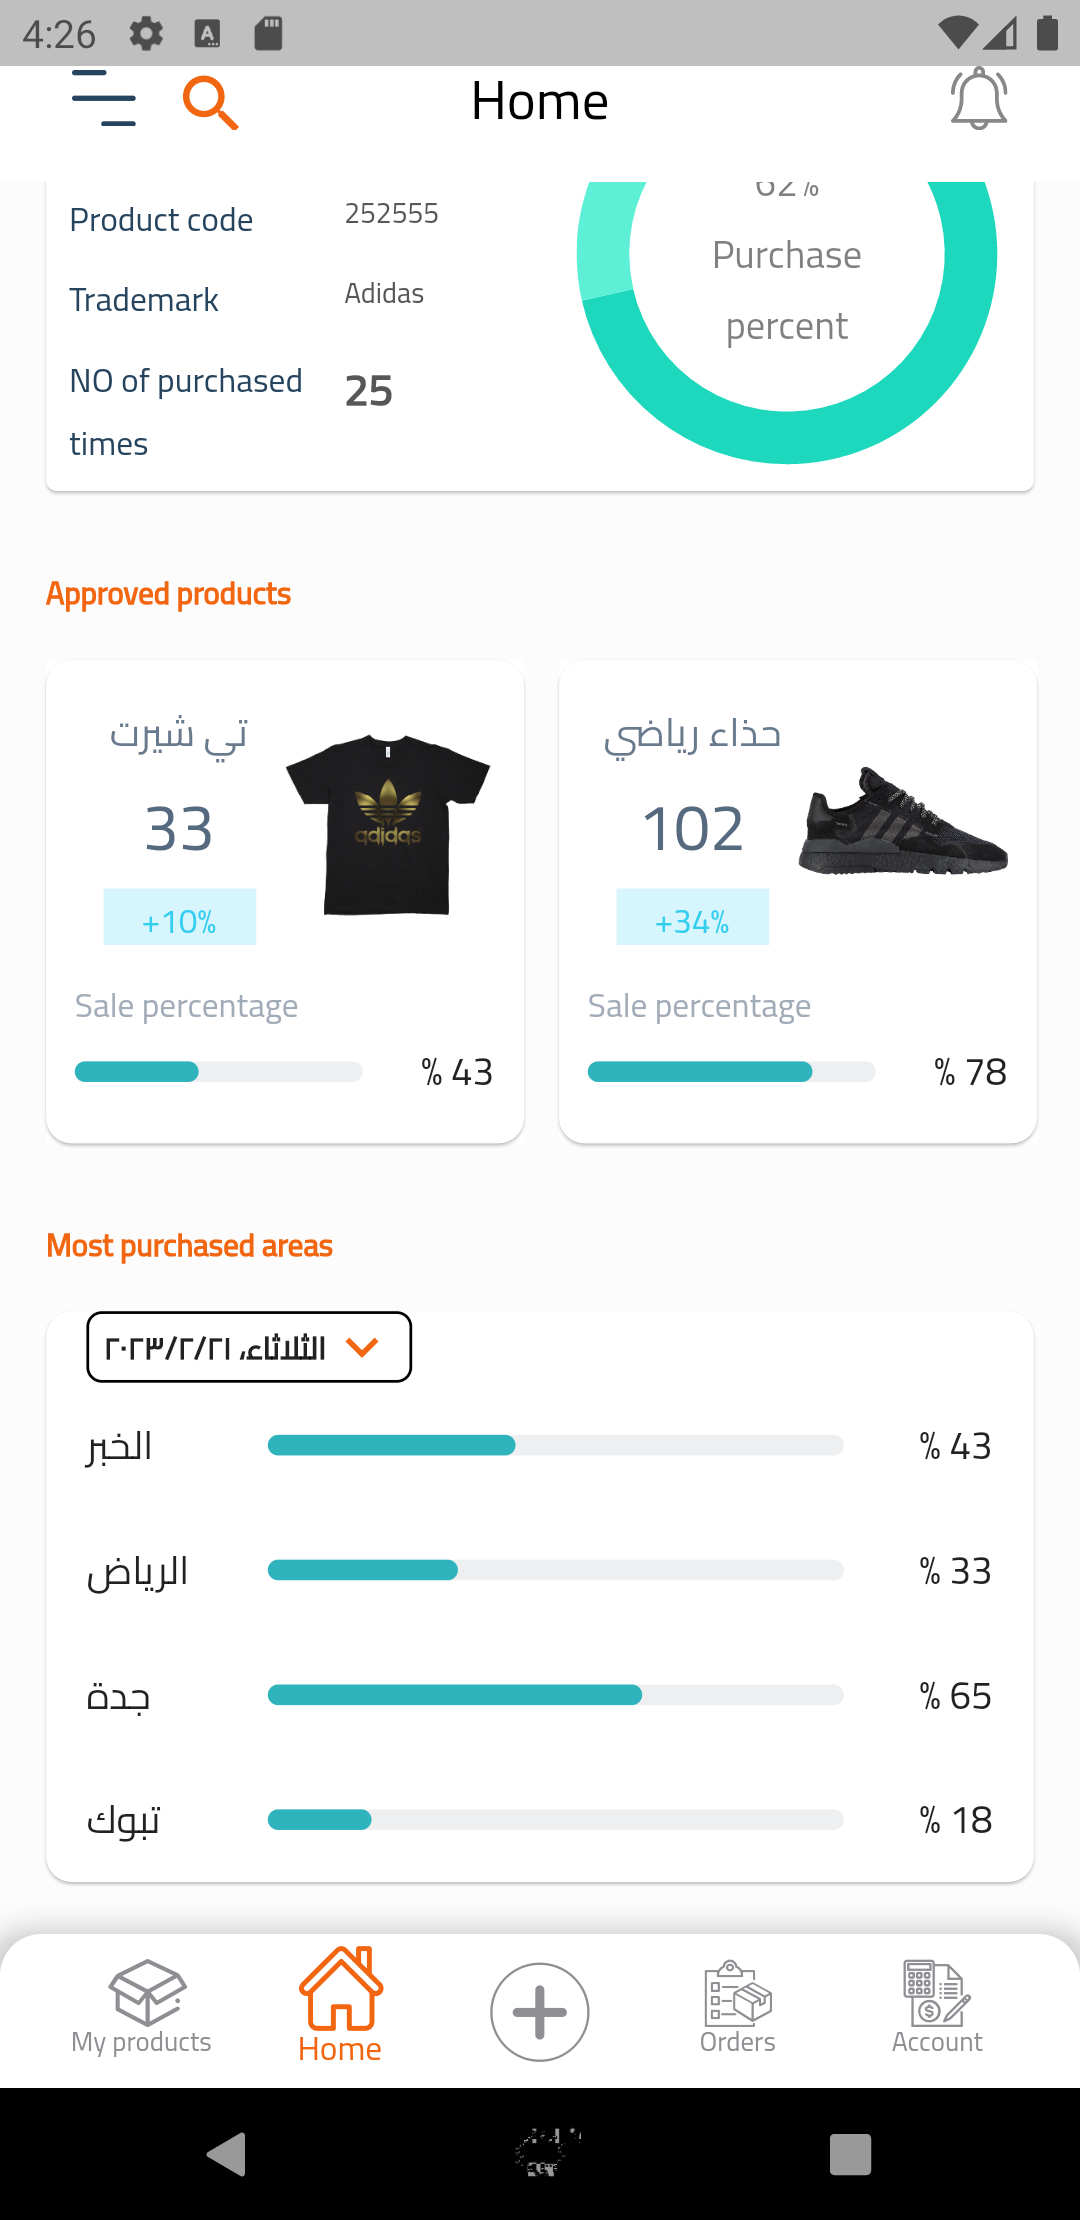 4:26
Home
Product code
252555
62%
Purchase
percent
Trademark
Adidas
NO of purchased
times
25
Approved products
تي شيرت
33
+10%
adidas
Sale percentage
% 43
حذاء رياضي
102
+34%
Sale percentage
% 78
Most purchased areas
الثلاثاء، ٢٠٢٣/٢/٢١
الخبر
% 43
الرياض
% 33
جدة
% 65
تبوك
% 18
My products
Home
Orders
Account